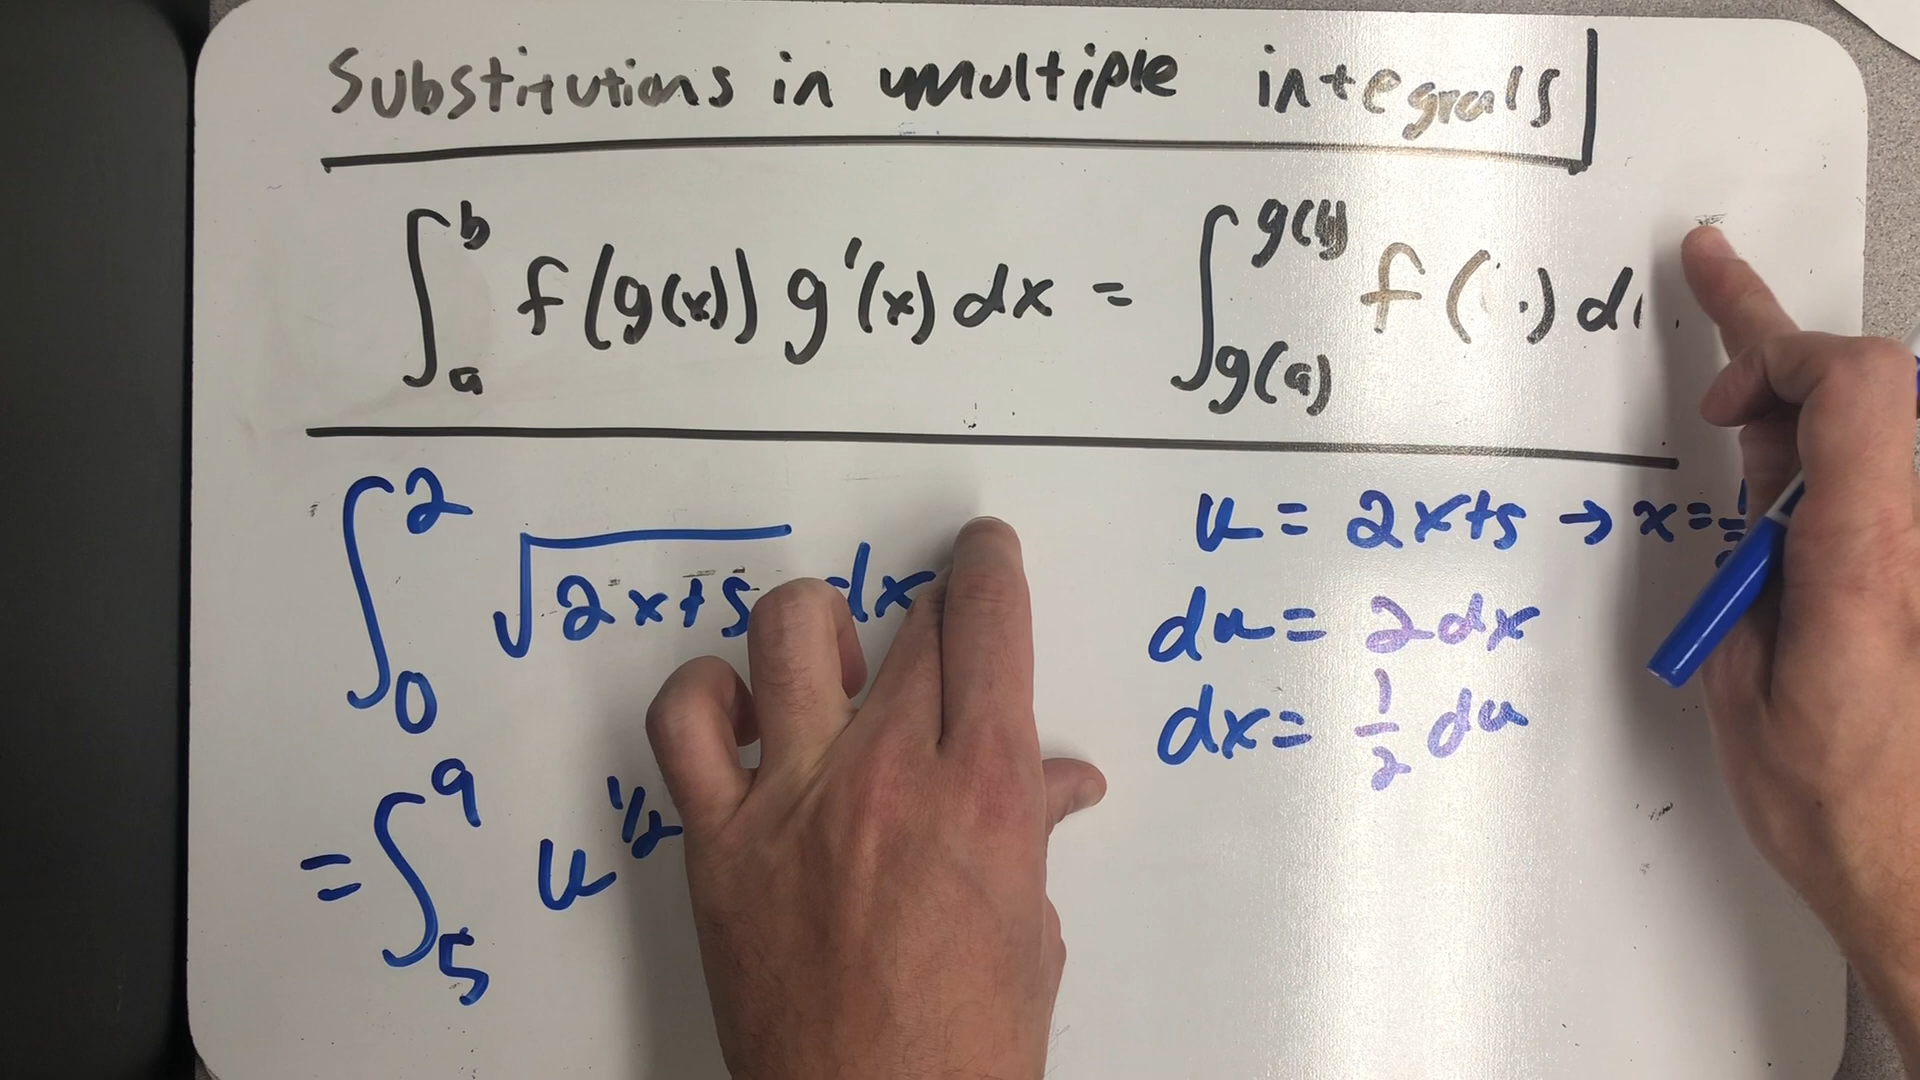 Substitutions in multiple integrals
∫_a^b f(g(x)) g'(x) dx = ∫_{g(a)}^{g(b)} f( ) d
∫_0^2 √(2x+5) dx
u = 2x+5 → x =
du = 2dx
dx = 1/2 du
= ∫_5^9 u^{1/2}